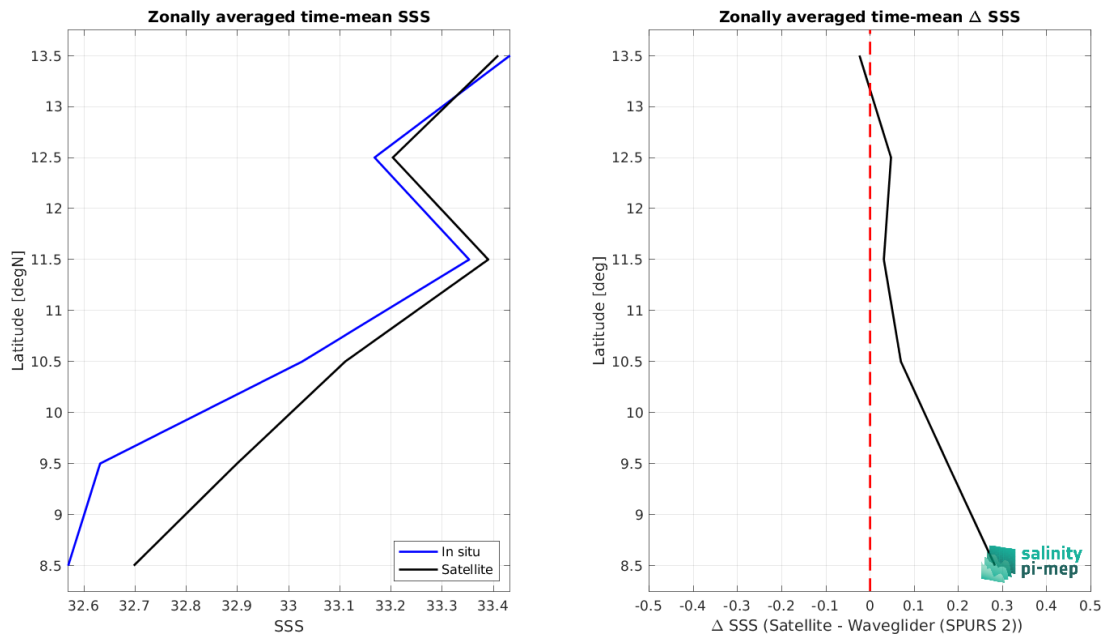 Zonally averaged time-mean SSS
13.5
13
12.5
12
11.5
11
10.5
10
9.5
9
8.5
Latitude [degN]
32.6 32.7 32.8 32.9 33 33.1 33.2 33.3 33.4
SSS
In situ
Satellite
Zonally averaged time-mean Δ SSS
13.5
13
12.5
12
11.5
11
10.5
10
9.5
9
8.5
Latitude [deg]
-0.5 -0.4 -0.3 -0.2 -0.1 0 0.1 0.2 0.3 0.4 0.5
Δ SSS (Satellite - Waveglider (SPURS 2))
salinity
pi-mep